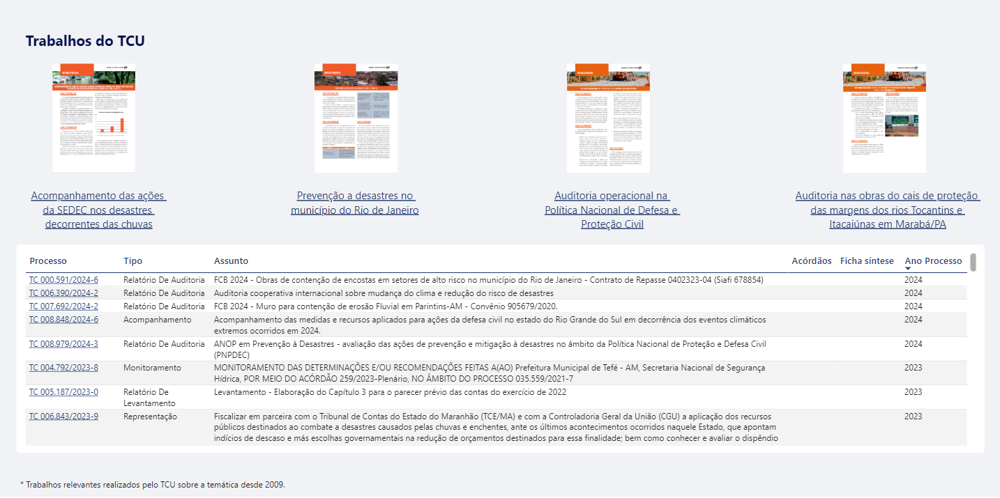 Trabalhos do TCU
Acompanhamento das ações
da SEDEC nos desastres
decorrentes das chuvas
Prevenção a desastres no
município do Rio de Janeiro
Auditoria operacional na
Política Nacional de Defesa e
Proteção Civil
Auditoria nas obras do cais de proteção
das margens dos rios Tocantins e
Itacaiúnas em Marabá/PA
Processo Tipo Assunto Acórdãos Ficha síntese Ano Processo
TC 000.591/2024-6 Relatório De Auditoria FCB 2024 - Obras de contenção de encostas em setores de alto risco no município do Rio de Janeiro - Contrato de Repasse 0402323-04 (Siafi 678854) 2024
TC 006.390/2024-2 Relatório De Auditoria Auditoria cooperativa internacional sobre mudança do clima e redução do risco de desastres 2024
TC 007.692/2024-2 Relatório De Auditoria FCB 2024 - Muro para contenção de erosão Fluvial em Parintins-AM - Convênio 905679/2020. 2024
TC 008.848/2024-6 Acompanhamento Acompanhamento das medidas e recursos aplicados para ações da defesa civil no estado do Rio Grande do Sul em decorrência dos eventos climáticos 2024
extremos ocorridos em 2024.
TC 008.979/2024-3 Relatório De Auditoria ANOP em Prevenção à Desastres - avaliação das ações de prevenção e mitigação à desastres no âmbito da Política Nacional de Proteção e Defesa Civil 2024
(PNPDEC)
TC 004.792/2023-8 Monitoramento MONITORAMENTO DAS DETERMINAÇÕES E/OU RECOMENDAÇÕES FEITAS A(AO) Prefeitura Municipal de Tefé - AM, Secretaria Nacional de Segurança 2023
Hídrica, POR MEIO DO ACÓRDÃO 259/2023-Plenário, NO ÂMBITO DO PROCESSO 035.559/2021-7
TC 005.187/2023-0 Relatório De Levantamento - Elaboração do Capítulo 3 para o parecer prévio das contas do exercício de 2022 2023
Levantamento
TC 006.843/2023-9 Representação Fiscalizar em parceira com o Tribunal de Contas do Estado do Maranhão (TCE/MA) e com a Controladoria Geral da União (CGU) a aplicação dos recursos 2023
públicos destinados ao combate a desastres causados pelas chuvas e enchentes, ante os últimos acontecimentos ocorridos naquele Estado, que apontam
indícios de descaso e más escolhas governamentais na redução de orçamentos destinados para essa finalidade; bem como conhecer e avaliar o dispêndio
* Trabalhos relevantes realizados pelo TCU sobre a temática desde 2009.